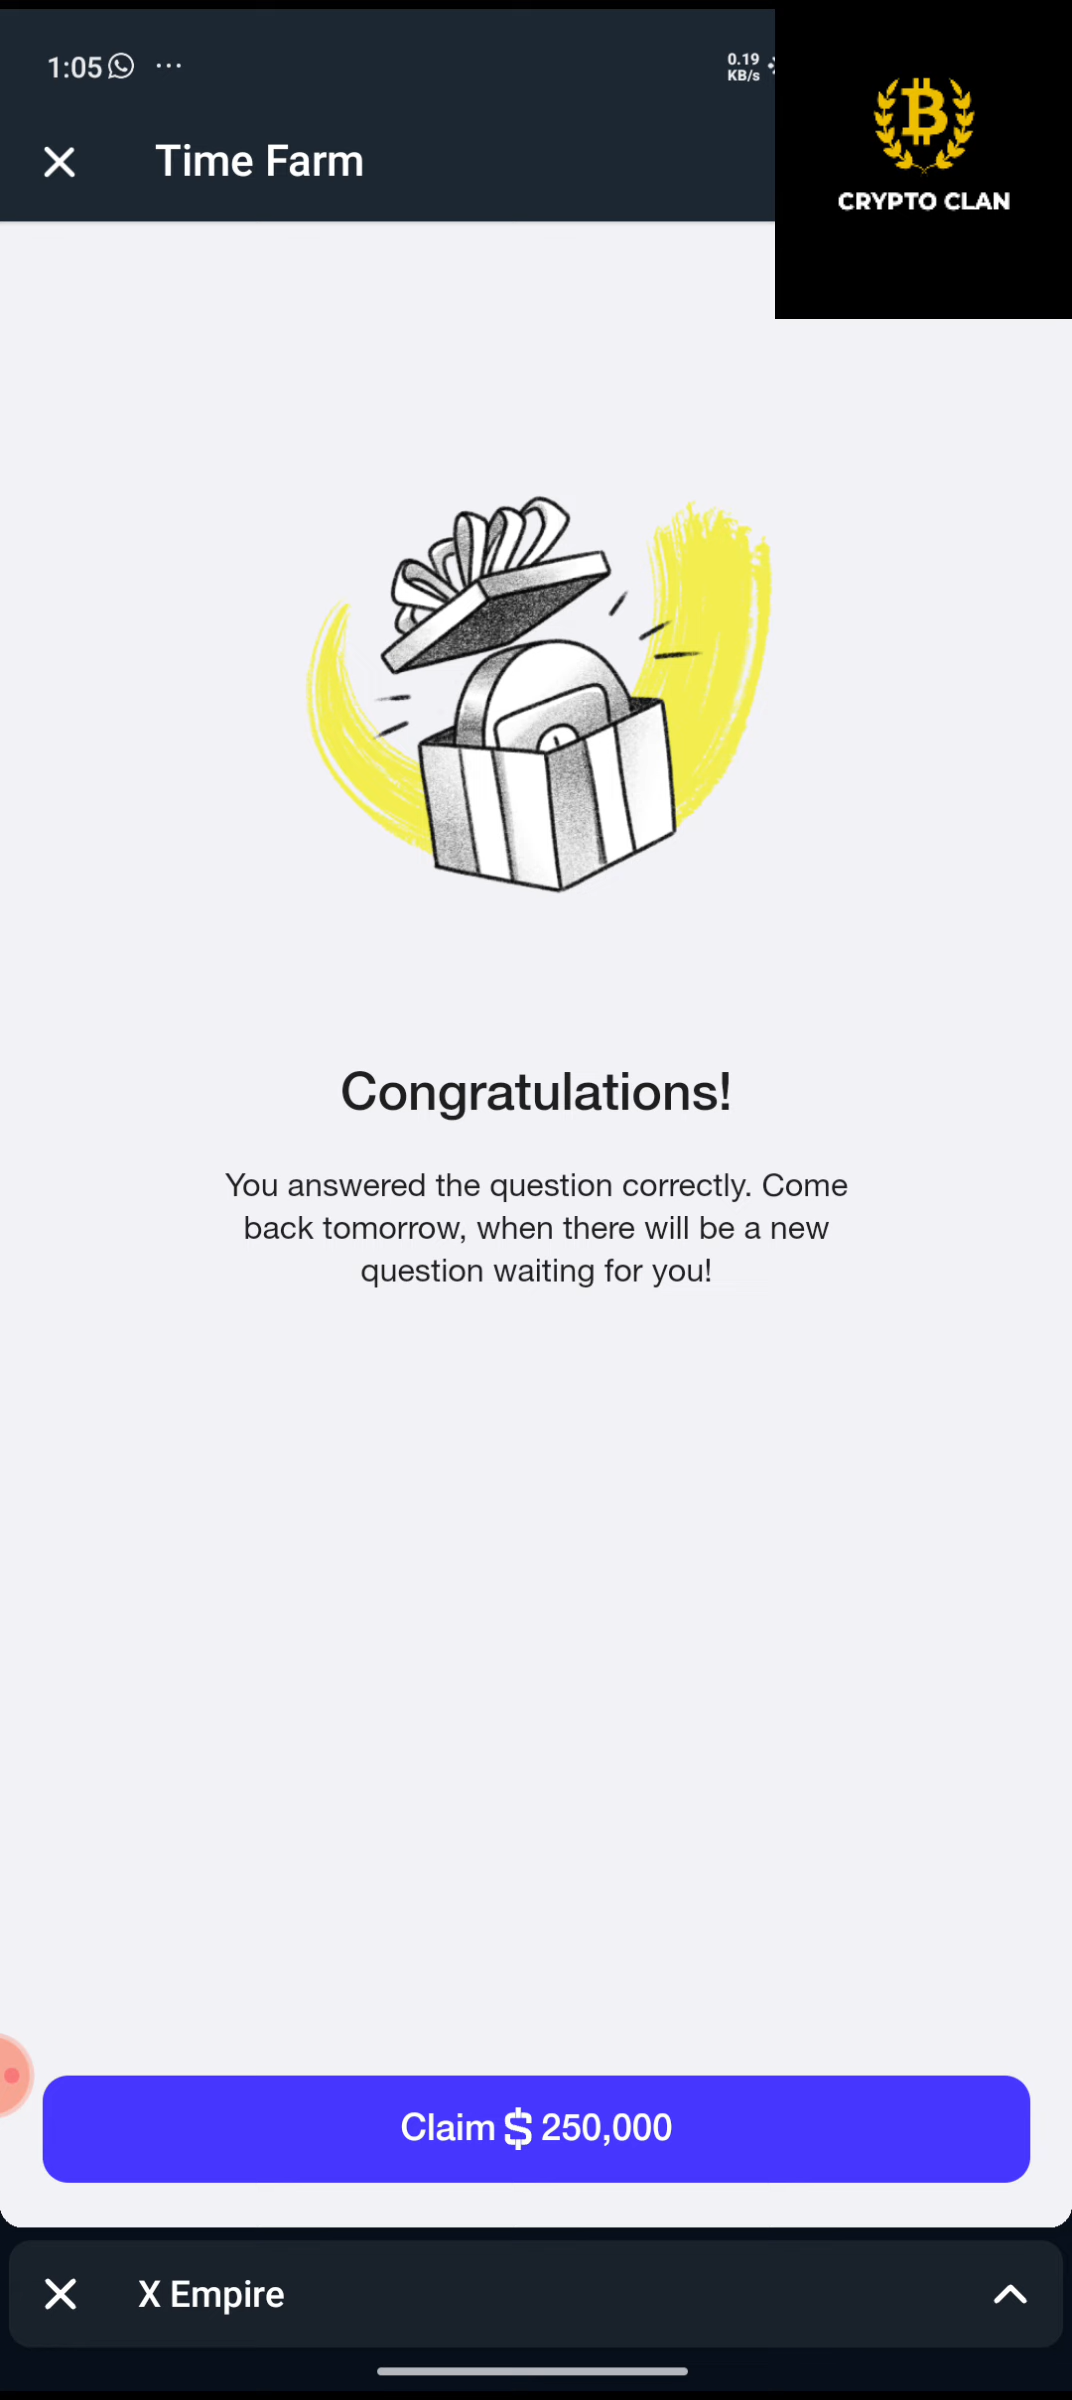 1:05 ...
0.19
KB/s
Time Farm
CRYPTO CLAN
Congratulations!
You answered the question correctly. Come
back tomorrow, when there will be a new
question waiting for you!
Claim $ 250,000
X Empire